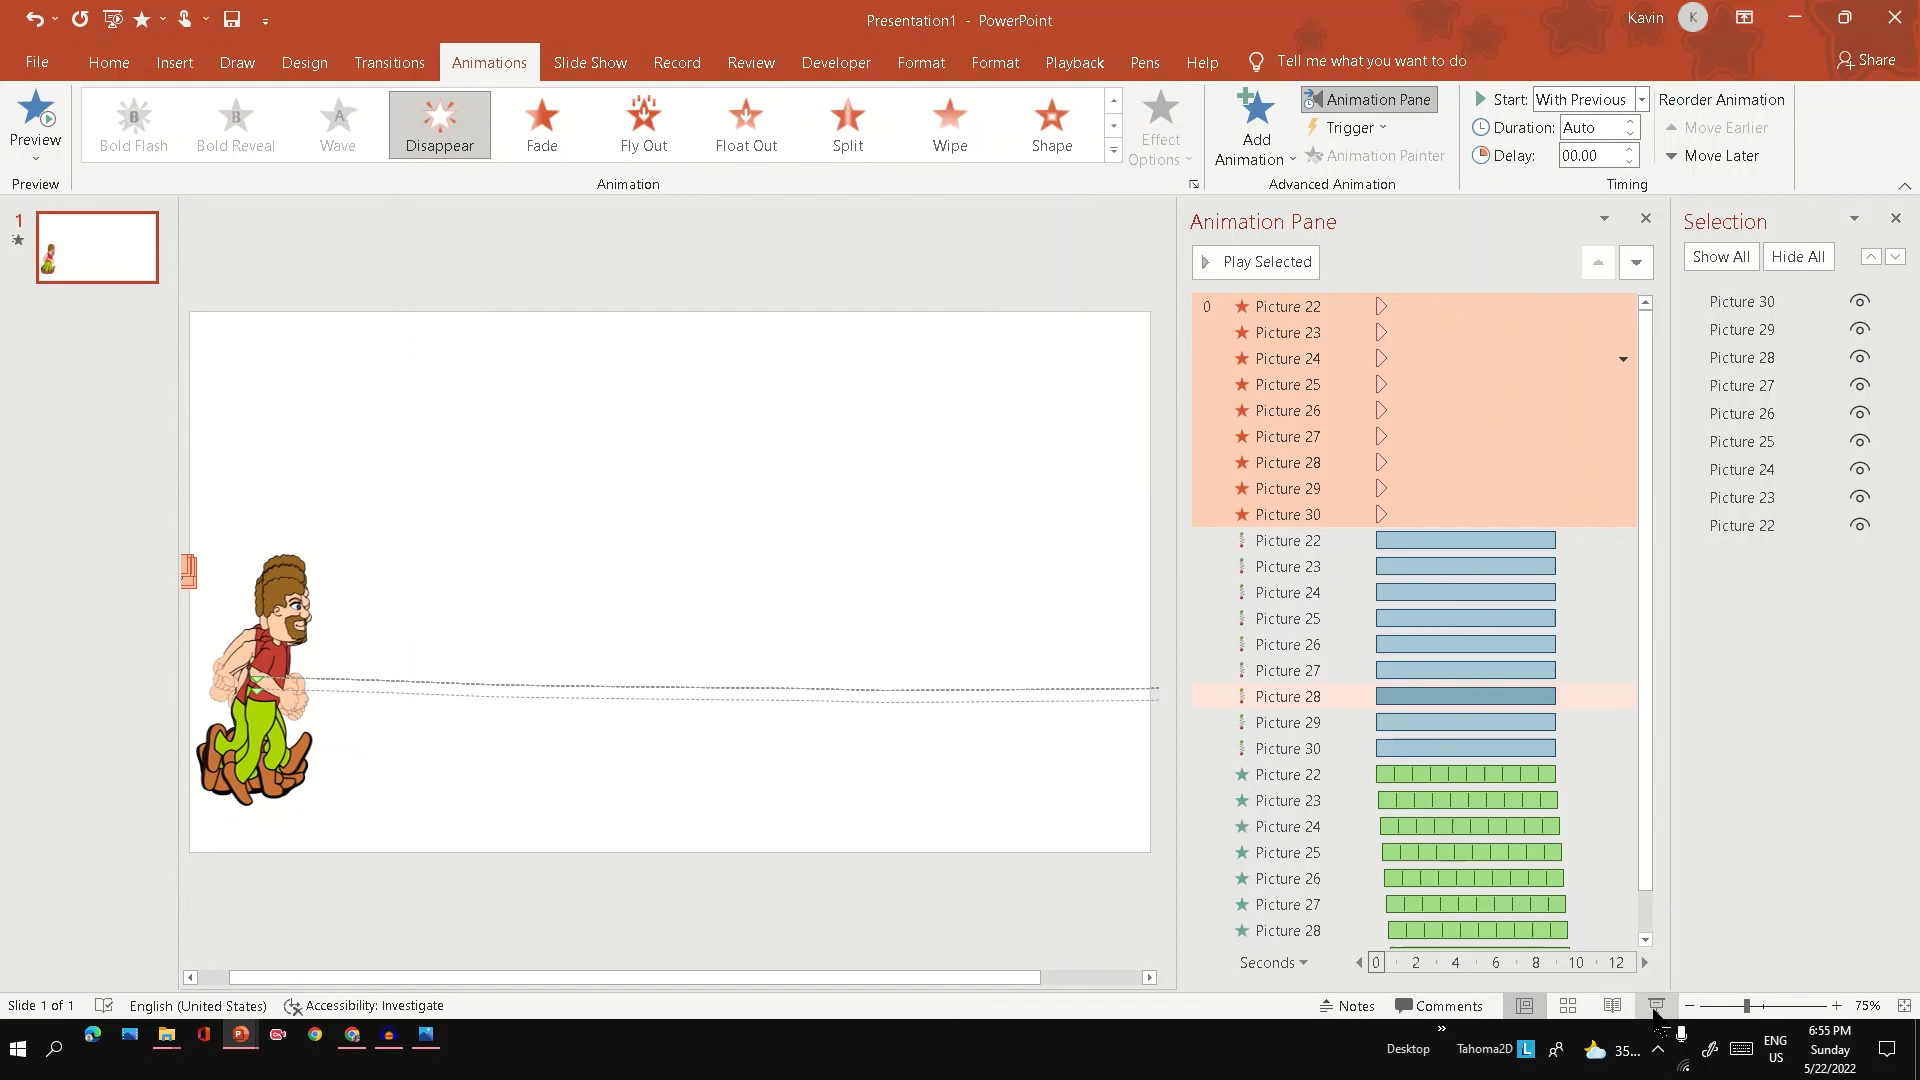 Presentation1 - PowerPoint
Kavin
K
File
Home
Insert
Draw
Design
Transitions
Animations
Slide Show
Record
Review
Developer
Format
Format
Playback
Pens
Help
Tell me what you want to do
Share
Preview
Preview
B
Bold Flash
B
Bold Reveal
A
Wave
Disappear
Fade
Fly Out
Float Out
Split
Wipe
Shape
Animation
Effect
Options
Add
Animation
Animation Pane
Trigger
Animation Painter
Advanced Animation
Start: With Previous
Duration: Auto
Delay: 00.00
Timing
Reorder Animation
Move Earlier
Move Later
1
Animation Pane
Play Selected
0 Picture 22
Picture 23
Picture 24
Picture 25
Picture 26
Picture 27
Picture 28
Picture 29
Picture 30
Picture 22
Picture 23
Picture 24
Picture 25
Picture 26
Picture 27
Picture 28
Picture 29
Picture 30
Picture 22
Picture 23
Picture 24
Picture 25
Picture 26
Picture 27
Picture 28
Seconds
0 2 4 6 8 10 12
Selection
Show All
Hide All
Picture 30
Picture 29
Picture 28
Picture 27
Picture 26
Picture 25
Picture 24
Picture 23
Picture 22
Slide 1 of 1
English (United States)
Accessibility: Investigate
Notes
Comments
75%
Desktop
Tahoma2D
L
35...
ENG
US
6:55 PM
Sunday
5/22/2022